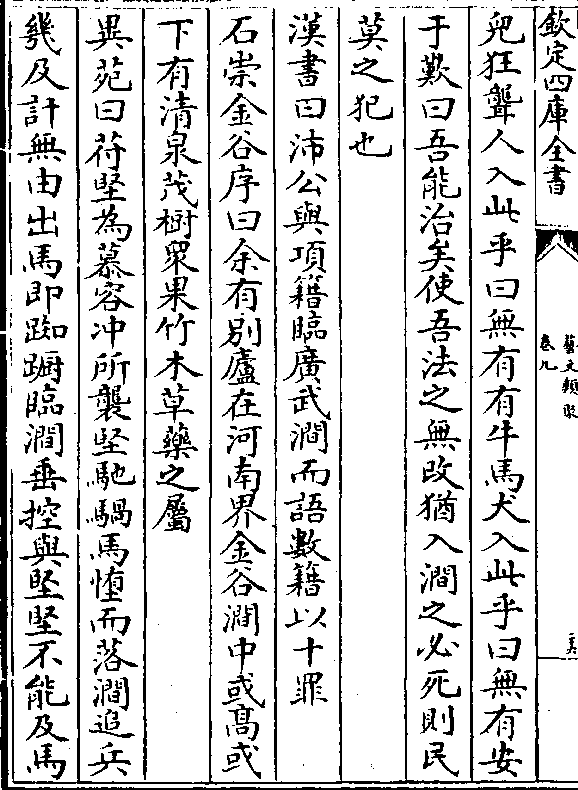 欽定四庫全書
藝文類聚
卷九
兕狂聾人入此乎曰無有有牛馬犬入此乎曰無有安
于歎曰吾能治矣使吾法之無改猶入澗之必死則民
莫之犯也
漢書曰沛公與項籍臨廣武澗而語數籍以十罪
石崇金谷序曰余有別廬在河南界金谷澗中或髙或
下有清泉茂樹衆果竹木草藥之屬
異苑曰苻堅為慕容冲所襲堅馳騧馬墮而落澗追兵
幾及計無由出馬即踟蹰臨澗垂控與堅堅不能及馬